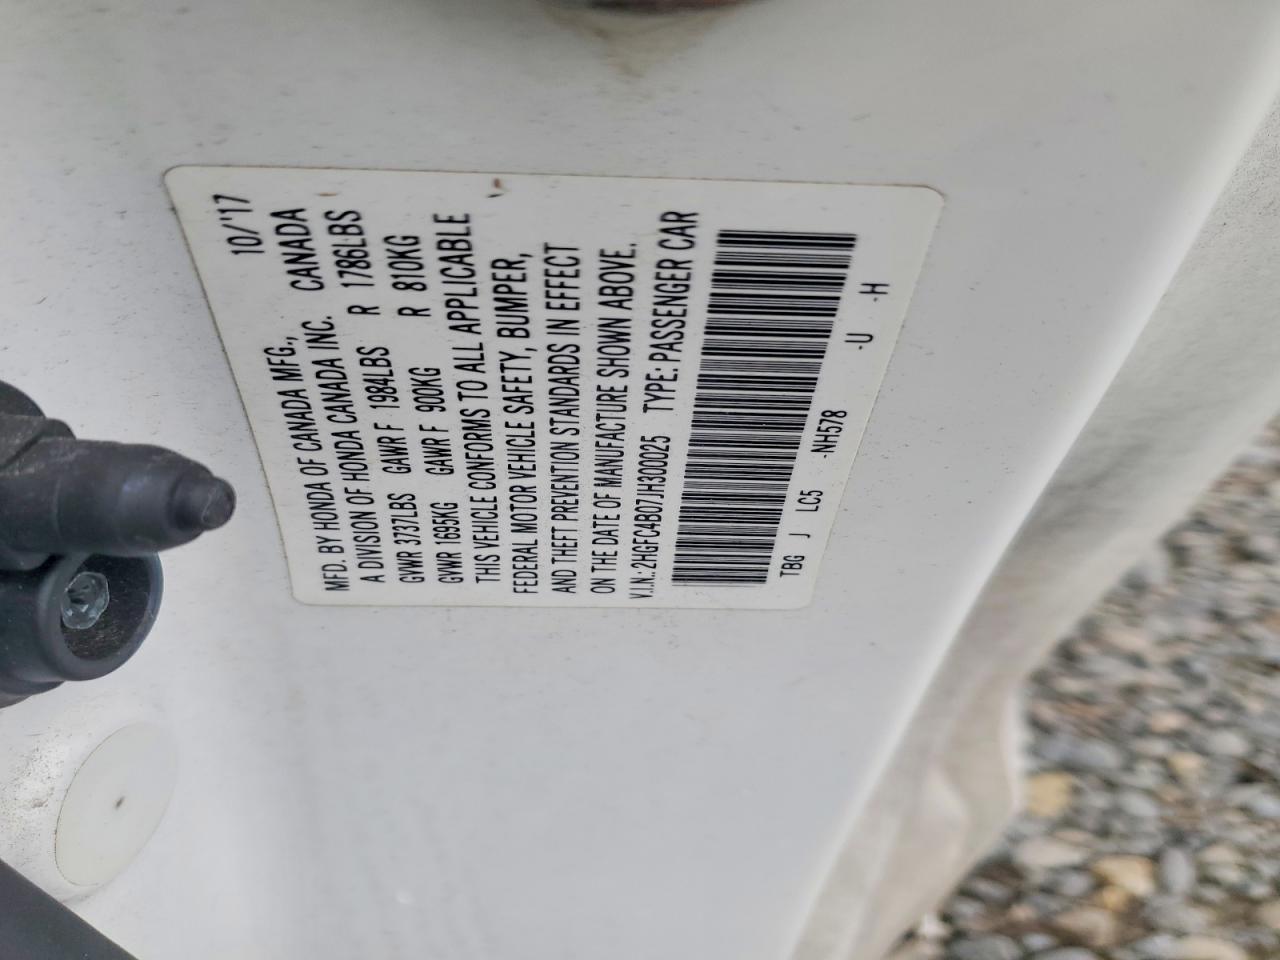 10/'17
MFD. BY HONDA OF CANADA MFG., CANADA
A DIVISION OF HONDA CANADA INC.
GVWR 3737LBS GAWR F 1984LBS R 1786LBS
GVWR 1695KG GAWR F 900KG R 810KG
THIS VEHICLE CONFORMS TO ALL APPLICABLE
FEDERAL MOTOR VEHICLE SAFETY, BUMPER,
AND THEFT PREVENTION STANDARDS IN EFFECT
ON THE DATE OF MANUFACTURE SHOWN ABOVE.
V.I.N.: 2HGFC4B07JH300025 TYPE: PASSENGER CAR
TBG J LC5 -NH578 -U -H